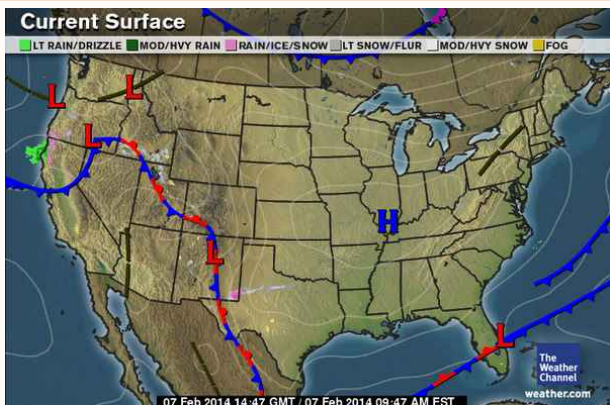 Current Surface
LT RAIN/DRIZZLE MOD/HVY RAIN RAIN/ICE/SNOW LT SNOW/FLUR MOD/HVY SNOW FOG
L
L
L
H
L
L
The
Weather
Channel
weather.com
07 Feb 2014 14:47 GMT / 07 Feb 2014 09:47 AM EST